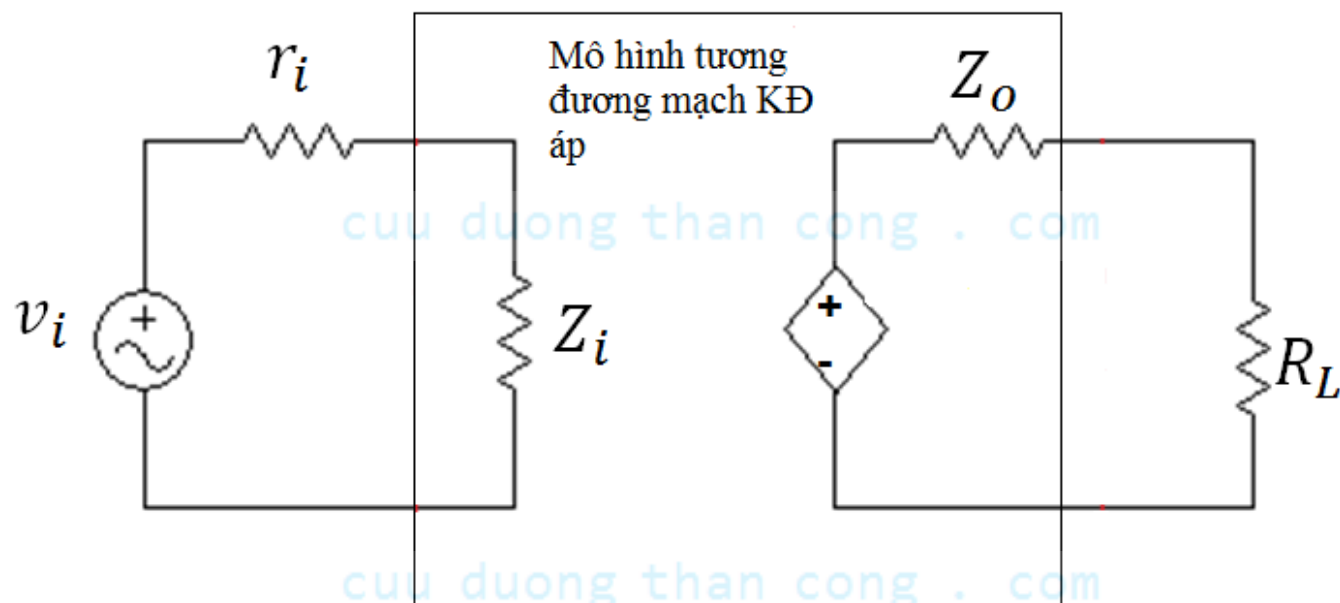 Mô hình tương
đương mạch KĐ
áp
r_i
Z_o
cuu duong than cong . com
v_i
+
Z_i
+
-
R_L
cuu duong than cong . com